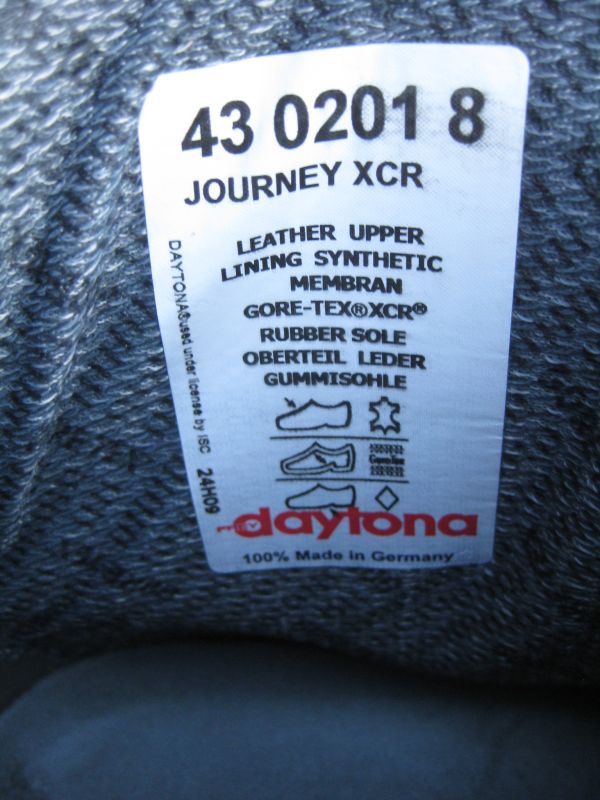 43 0201 8
JOURNEY XCR
LEATHER UPPER
LINING SYNTHETIC
MEMBRAN
GORE-TEX®XCR®
RUBBER SOLE
OBERTEIL LEDER
GUMMISOHLE
DAYTONA®used under license by ISC 24H09
daytona
100% Made in Germany